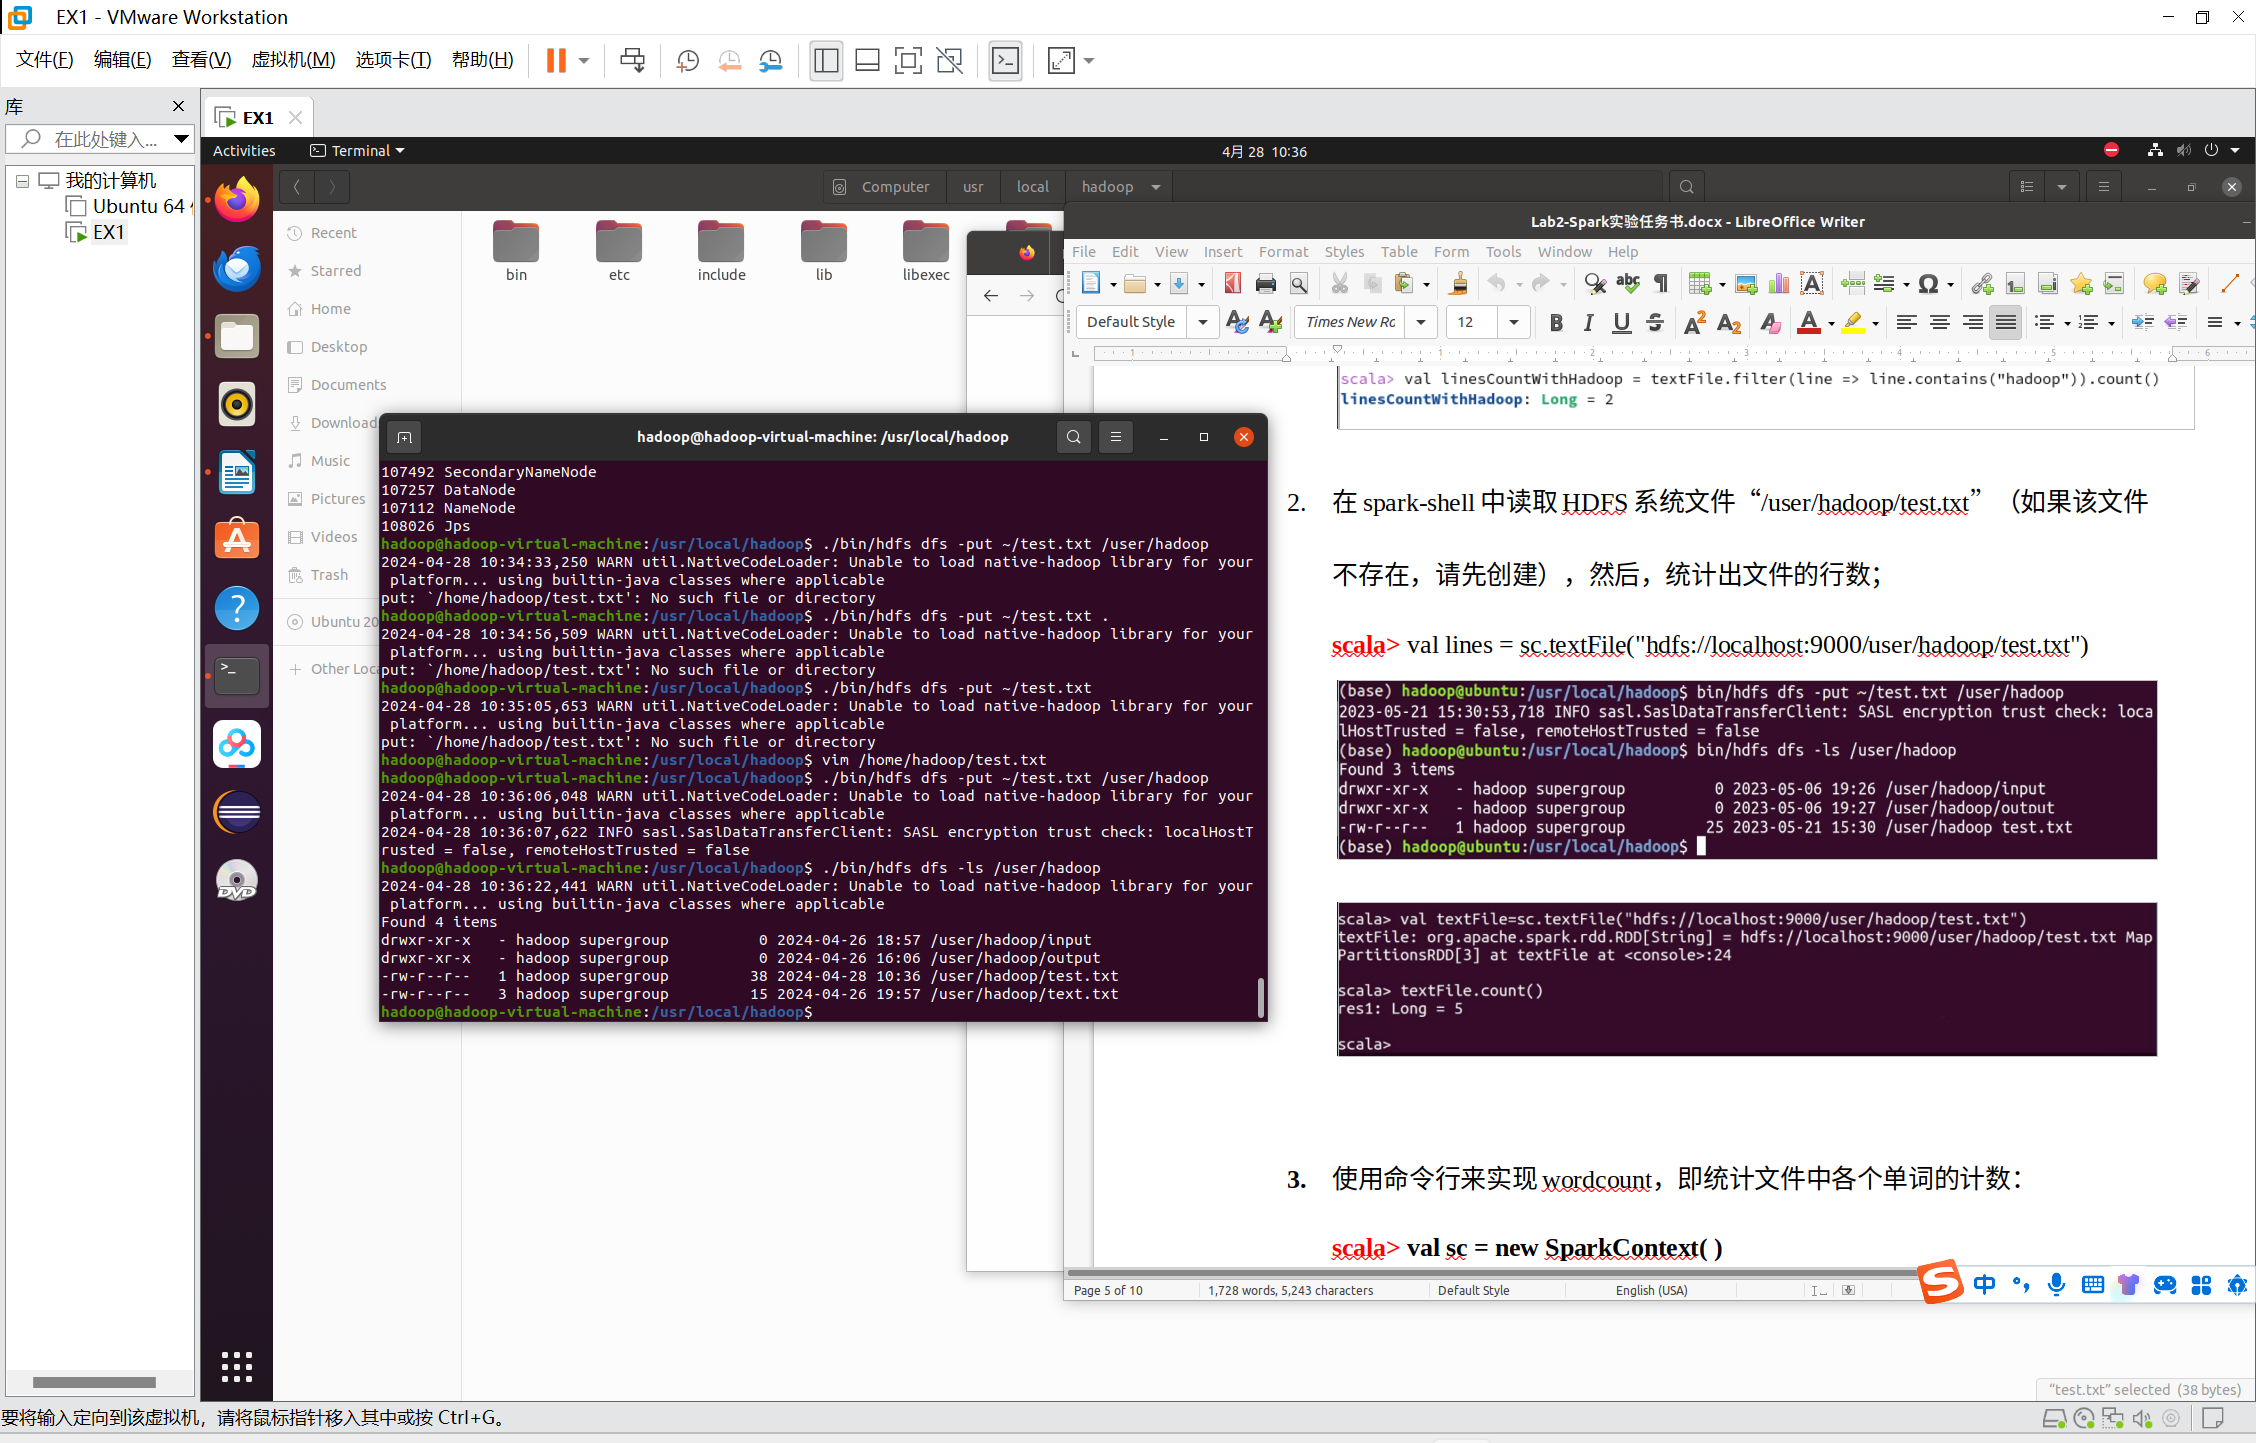 EX1 - VMware Workstation
文件(F) 编辑(E) 查看(V) 虚拟机(M) 选项卡(T) 帮助(H)
库
在此处键入...
我的计算机
Ubuntu 64
EX1
EX1
Activities
Terminal
4月 28 10:36
Computer usr local hadoop
Recent
Starred
Home
Desktop
Documents
Download
Music
Pictures
Videos
Trash
Ubuntu 20
Other Loca
bin etc include lib libexec
hadoop@hadoop-virtual-machine: /usr/local/hadoop
107492 SecondaryNameNode
107257 DataNode
107112 NameNode
108026 Jps
hadoop@hadoop-virtual-machine:/usr/local/hadoop$ ./bin/hdfs dfs -put ~/test.txt /user/hadoop
2024-04-28 10:34:33,250 WARN util.NativeCodeLoader: Unable to load native-hadoop library for your
platform... using builtin-java classes where applicable
put: `/home/hadoop/test.txt': No such file or directory
hadoop@hadoop-virtual-machine:/usr/local/hadoop$ ./bin/hdfs dfs -put ~/test.txt .
2024-04-28 10:34:56,509 WARN util.NativeCodeLoader: Unable to load native-hadoop library for your
platform... using builtin-java classes where applicable
put: `/home/hadoop/test.txt': No such file or directory
hadoop@hadoop-virtual-machine:/usr/local/hadoop$ ./bin/hdfs dfs -put ~/test.txt
2024-04-28 10:35:05,653 WARN util.NativeCodeLoader: Unable to load native-hadoop library for your
platform... using builtin-java classes where applicable
put: `/home/hadoop/test.txt': No such file or directory
hadoop@hadoop-virtual-machine:/usr/local/hadoop$ vim /home/hadoop/test.txt
hadoop@hadoop-virtual-machine:/usr/local/hadoop$ ./bin/hdfs dfs -put ~/test.txt /user/hadoop
2024-04-28 10:36:06,048 WARN util.NativeCodeLoader: Unable to load native-hadoop library for your
platform... using builtin-java classes where applicable
2024-04-28 10:36:07,622 INFO sasl.SaslDataTransferClient: SASL encryption trust check: localHostT
rusted = false, remoteHostTrusted = false
hadoop@hadoop-virtual-machine:/usr/local/hadoop$ ./bin/hdfs dfs -ls /user/hadoop
2024-04-28 10:36:22,441 WARN util.NativeCodeLoader: Unable to load native-hadoop library for your
platform... using builtin-java classes where applicable
Found 4 items
drwxr-xr-x - hadoop supergroup 0 2024-04-26 18:57 /user/hadoop/input
drwxr-xr-x - hadoop supergroup 0 2024-04-26 16:06 /user/hadoop/output
-rw-r--r-- 1 hadoop supergroup 38 2024-04-28 10:36 /user/hadoop/test.txt
-rw-r--r-- 3 hadoop supergroup 15 2024-04-26 19:57 /user/hadoop/text.txt
hadoop@hadoop-virtual-machine:/usr/local/hadoop$
Lab2-Spark实验任务书.docx - LibreOffice Writer
File Edit View Insert Format Styles Table Form Tools Window Help
Default Style Times New Ro 12
scala> val linesCountWithHadoop = textFile.filter(line => line.contains("hadoop")).count()
linesCountWithHadoop: Long = 2
2. 在 spark-shell 中读取 HDFS 系统文件“/user/hadoop/test.txt”（如果该文件
不存在，请先创建），然后，统计出文件的行数；
scala> val lines = sc.textFile("hdfs://localhost:9000/user/hadoop/test.txt")
(base) hadoop@ubuntu:/usr/local/hadoop$ bin/hdfs dfs -put ~/test.txt /user/hadoop
2023-05-21 15:30:53,718 INFO sasl.SaslDataTransferClient: SASL encryption trust check: loca
lHostTrusted = false, remoteHostTrusted = false
(base) hadoop@ubuntu:/usr/local/hadoop$ bin/hdfs dfs -ls /user/hadoop
Found 3 items
drwxr-xr-x - hadoop supergroup 0 2023-05-06 19:26 /user/hadoop/input
drwxr-xr-x - hadoop supergroup 0 2023-05-06 19:27 /user/hadoop/output
-rw-r--r-- 1 hadoop supergroup 25 2023-05-21 15:30 /user/hadoop test.txt
(base) hadoop@ubuntu:/usr/local/hadoop$
scala> val textFile=sc.textFile("hdfs://localhost:9000/user/hadoop/test.txt")
textFile: org.apache.spark.rdd.RDD[String] = hdfs://localhost:9000/user/hadoop/test.txt Map
PartitionsRDD[3] at textFile at <console>:24
scala> textFile.count()
res1: Long = 5
scala>
3. 使用命令行来实现 wordcount，即统计文件中各个单词的计数：
scala> val sc = new SparkContext( )
Page 5 of 10 1,728 words, 5,243 characters Default Style English (USA)
中
“test.txt” selected (38 bytes)
要将输入定向到该虚拟机，请将鼠标指针移入其中或按 Ctrl+G。